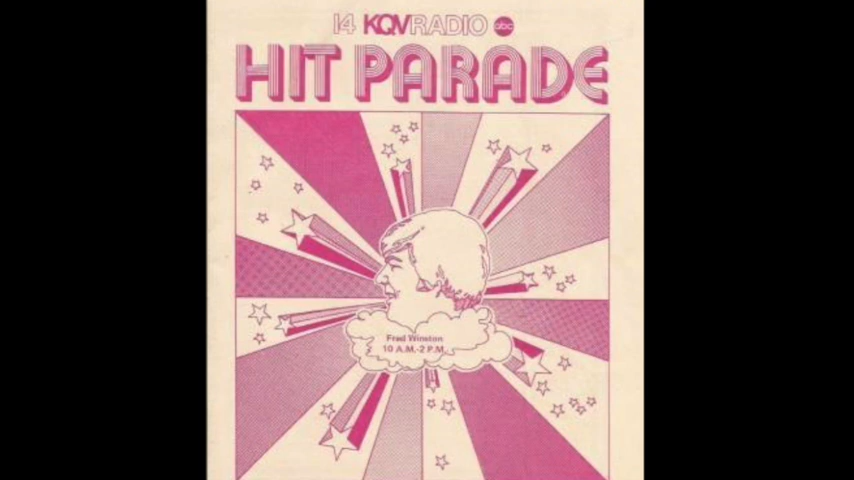 14 KQV RADIO abc
HIT PARADE
Fred Winston
10 A.M.-2 P.M.